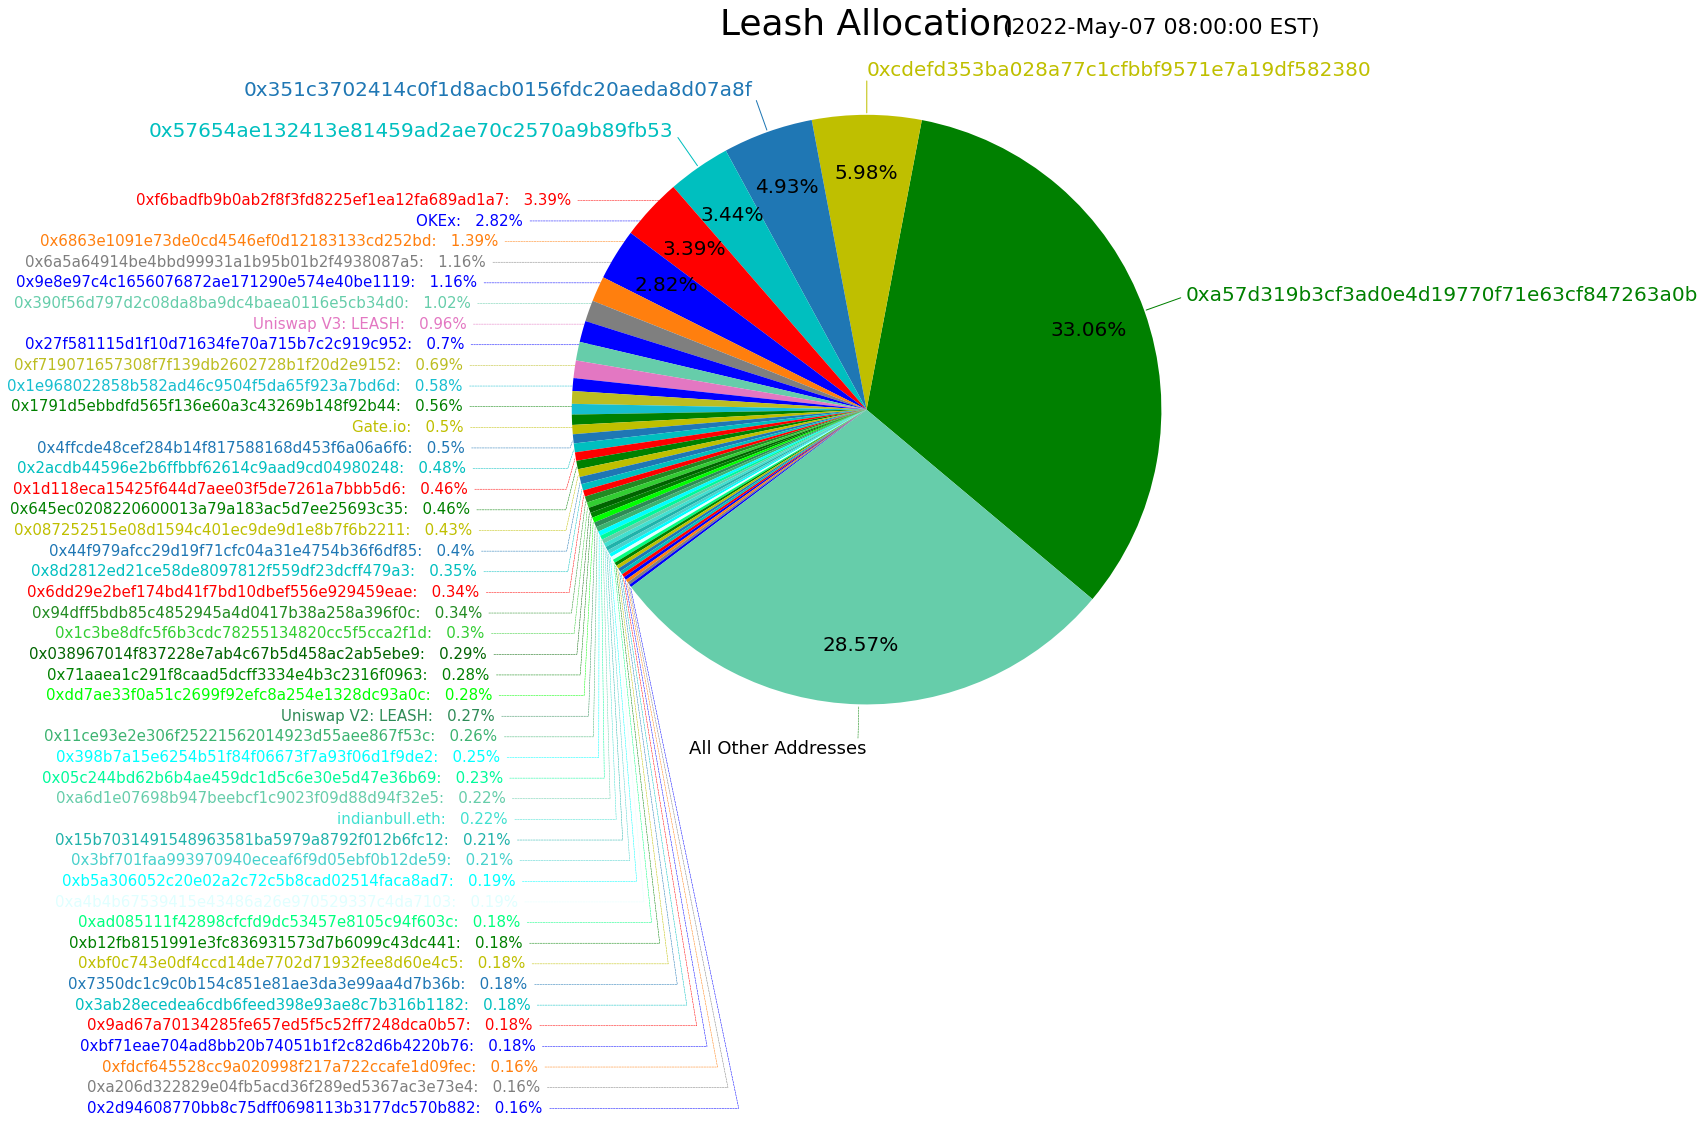 Leash Allocation (2022-May-07 08:00:00 EST)
0xcdefd353ba028a77c1cfbbf9571e7a19df582380
0x351c3702414c0f1d8acb0156fdc20aeda8d07a8f
0x57654ae132413e81459ad2ae70c2570a9b89fb53
5.98%
4.93%
3.44%
3.39%
2.82%
0xa57d319b3cf3ad0e4d19770f71e63cf847263a0b
33.06%
0xf6badfb9b0ab2f8f3fd8225ef1ea12fa689ad1a7: 3.39%
OKEx: 2.82%
0x6863e1091e73de0cd4546ef0d12183133cd252bd: 1.39%
0x6a5a64914be4bbd99931a1b95b01b2f4938087a5: 1.16%
0x9e8e97c4c1656076872ae171290e574e40be1119: 1.16%
0x390f56d797d2c08da8ba9dc4baea0116e5cb34d0: 1.02%
Uniswap V3: LEASH: 0.96%
0x27f581115d1f10d71634fe70a715b7c2c919c952: 0.7%
0xf719071657308f7f139db2602728b1f20d2e9152: 0.69%
0x1e968022858b582ad46c9504f5da65f923a7bd6d: 0.58%
0x1791d5ebbdfd565f136e60a3c43269b148f92b44: 0.56%
Gate.io: 0.5%
0x4ffcde48cef284b14f817588168d453f6a06a6f6: 0.5%
0x2acdb44596e2b6ffbbf62614c9aad9cd04980248: 0.48%
0x1d118eca15425f644d7aee03f5de7261a7bbb5d6: 0.46%
0x645ec0208220600013a79a183ac5d7ee25693c35: 0.46%
0x087252515e08d1594c401ec9de9d1e8b7f6b2211: 0.43%
0x44f979afcc29d19f71cfc04a31e4754b36f6df85: 0.4%
0x8d2812ed21ce58de8097812f559df23dcff479a3: 0.35%
0x6dd29e2bef174bd41f7bd10dbef556e929459eae: 0.34%
0x94dff5bdb85c4852945a4d0417b38a258a396f0c: 0.34%
0x1c3be8dfc5f6b3cdc78255134820cc5f5cca2f1d: 0.3%
0x038967014f837228e7ab4c67b5d458ac2ab5ebe9: 0.29%
0x71aaea1c291f8caad5dcff3334e4b3c2316f0963: 0.28%
0xdd7ae33f0a51c2699f92efc8a254e1328dc93a0c: 0.28%
Uniswap V2: LEASH: 0.27%
0x11ce93e2e306f25221562014923d55aee867f53c: 0.26%
0x398b7a15e6254b51f84f06673f7a93f06d1f9de2: 0.25%
0x05c244bd62b6b4ae459dc1d5c6e30e5d47e36b69: 0.23%
0xa6d1e07698b947beebcf1c9023f09d88d94f32e5: 0.22%
indianbull.eth: 0.22%
0x15b7031491548963581ba5979a8792f012b6fc12: 0.21%
0x3bf701faa993970940eceaf6f9d05ebf0b12de59: 0.21%
0xb5a306052c20e02a2c72c5b8cad02514faca8ad7: 0.19%
0.19%
0xad085111f42898cfcfd9dc53457e8105c94f603c: 0.18%
0xb12fb8151991e3fc836931573d7b6099c43dc441: 0.18%
0xbf0c743e0df4ccd14de7702d71932fee8d60e4c5: 0.18%
0x7350dc1c9c0b154c851e81ae3da3e99aa4d7b36b: 0.18%
0x3ab28ecedea6cdb6feed398e93ae8c7b316b1182: 0.18%
0x9ad67a70134285fe657ed5f5c52ff7248dca0b57: 0.18%
0xbf71eae704ad8bb20b74051b1f2c82d6b4220b76: 0.18%
0xfdcf645528cc9a020998f217a722ccafe1d09fec: 0.16%
0xa206d322829e04fb5acd36f289ed5367ac3e73e4: 0.16%
0x2d94608770bb8c75dff0698113b3177dc570b882: 0.16%
28.57%
All Other Addresses